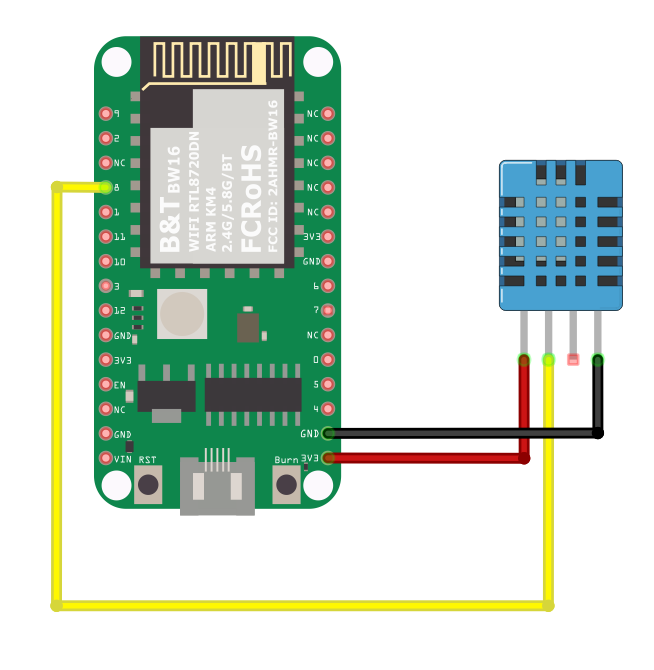 9
2
NC
8
1
11
10
3
12
GND
3V3
EN
NC
GND
VIN
RST
B&T BW16
WIFI RTL8720DN
ARM KM4
2.4G/5.8G/BT
FCRoHS
FCC ID: 2AHMR-BW16
NC
NC
NC
NC
NC
3V3
GND
6
7
NC
0
5
4
GND
Burn
3V3